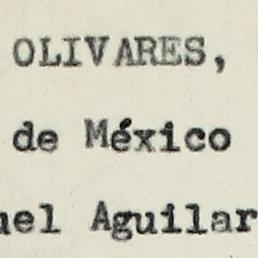 OLIVARES,
de México
uel Aguilar